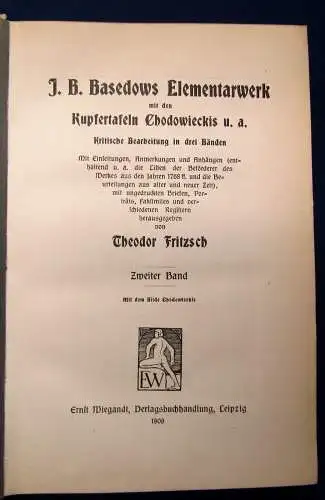 J. B. Basedows Elementarwerk
mit den
Kupfertafeln Chodowieckis u. a.
Kritische Bearbeitung in drei Bänden
Mit Einleitungen, Anmerkungen und Anhängen (ent-
haltend u. a. die Listen der Beförderer des
Werkes aus den Jahren 1768 ff. und die Be-
urteilungen aus alter und neuer Zeit),
mit ungedruckten Briefen, Por-
träts, Faksimiles und ver-
schiedenen Registern
herausgegeben
von
Theodor Fritzsch
Zweiter Band
Mit dem Bilde Chodowieckis
EW
Ernst Wiegandt, Verlagsbuchhandlung, Leipzig
1909